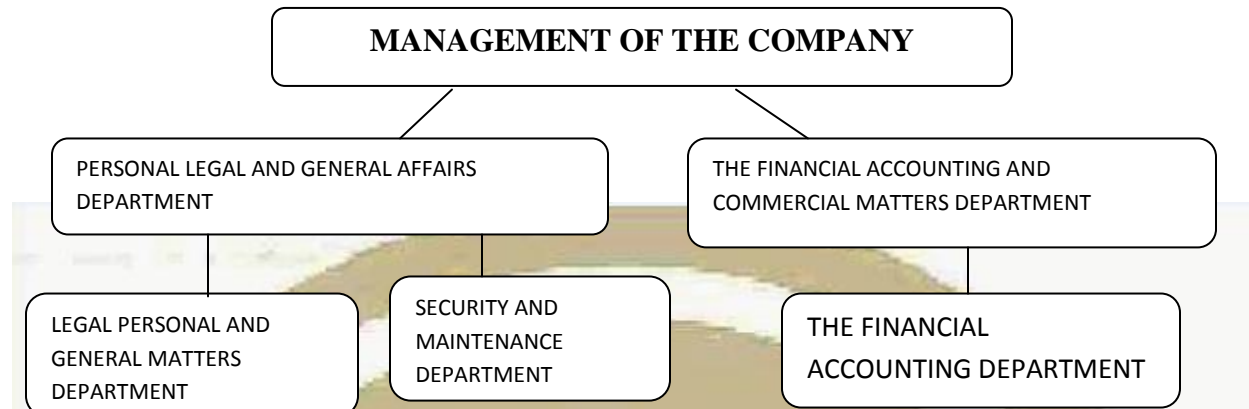 MANAGEMENT OF THE COMPANY
PERSONAL LEGAL AND GENERAL AFFAIRS
DEPARTMENT
THE FINANCIAL ACCOUNTING AND
COMMERCIAL MATTERS DEPARTMENT
LEGAL PERSONAL AND
GENERAL MATTERS
DEPARTMENT
SECURITY AND
MAINTENANCE
DEPARTMENT
THE FINANCIAL
ACCOUNTING DEPARTMENT